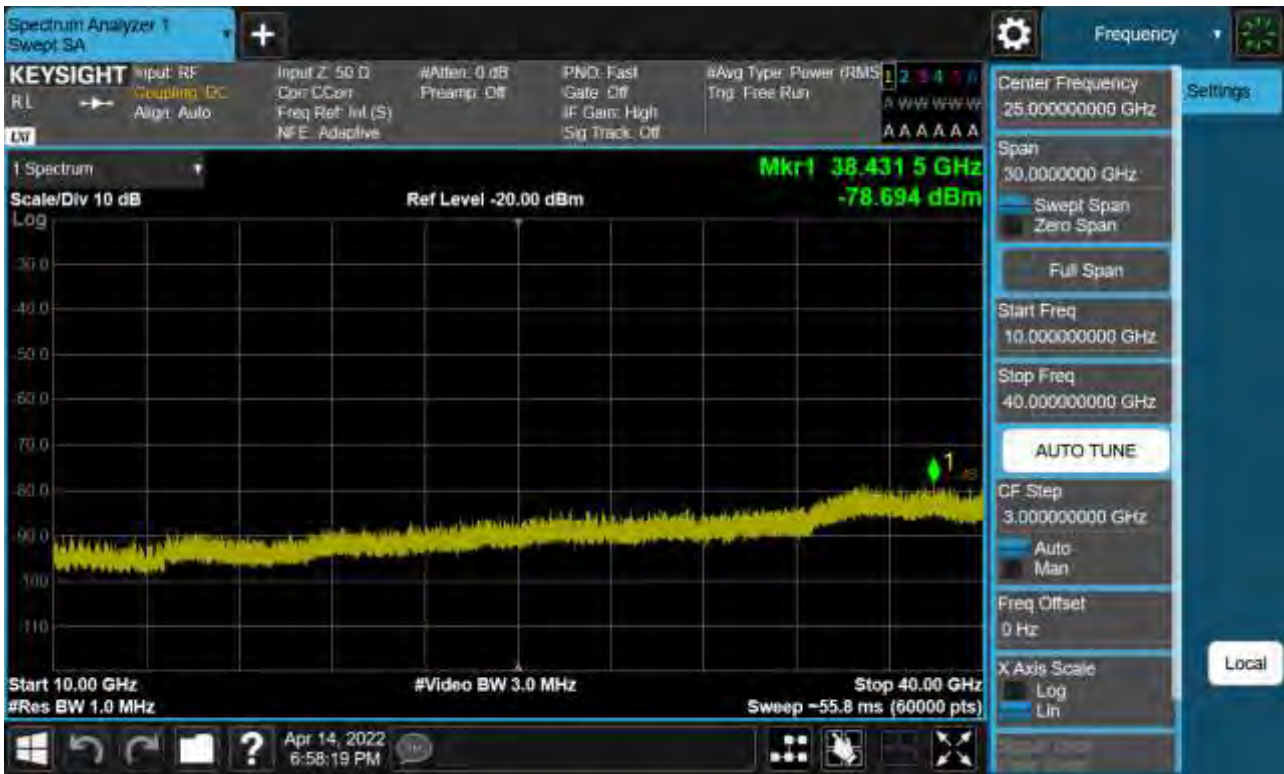 Spectrum Analyzer 1
Swept SA
Frequency
KEYSIGHT
RL
Input: RF
Coupling: DC
Align: Auto
Input Z: 50 Ω
Corr CCorr
Freq Ref: Int (S)
NFE: Adaptive
#Atten: 0 dB
Preamp: Off
PNO: Fast
Gate: Off
IF Gain: High
Sig Track: Off
#Avg Type: Power (RMS
Trig: Free Run
1 2 3 4 5 6
A W W W W W
A A A A A A
1 Spectrum
Scale/Div 10 dB
Log
Ref Level -20.00 dBm
Mkr1 38.431 5 GHz
-78.694 dBm
-30.0
-40.0
-50.0
-60.0
-70.0
-80.0
-90.0
-100
-110
1
Start 10.00 GHz
#Res BW 1.0 MHz
#Video BW 3.0 MHz
Stop 40.00 GHz
Sweep ~55.8 ms (60000 pts)
Center Frequency
25.000000000 GHz
Span
30.0000000 GHz
Swept Span
Zero Span
Full Span
Start Freq
10.000000000 GHz
Stop Freq
40.000000000 GHz
AUTO TUNE
CF Step
3.000000000 GHz
Auto
Man
Freq Offset
0 Hz
X Axis Scale
Log
Lin
Settings
Local
?
Apr 14, 2022
6:58:19 PM